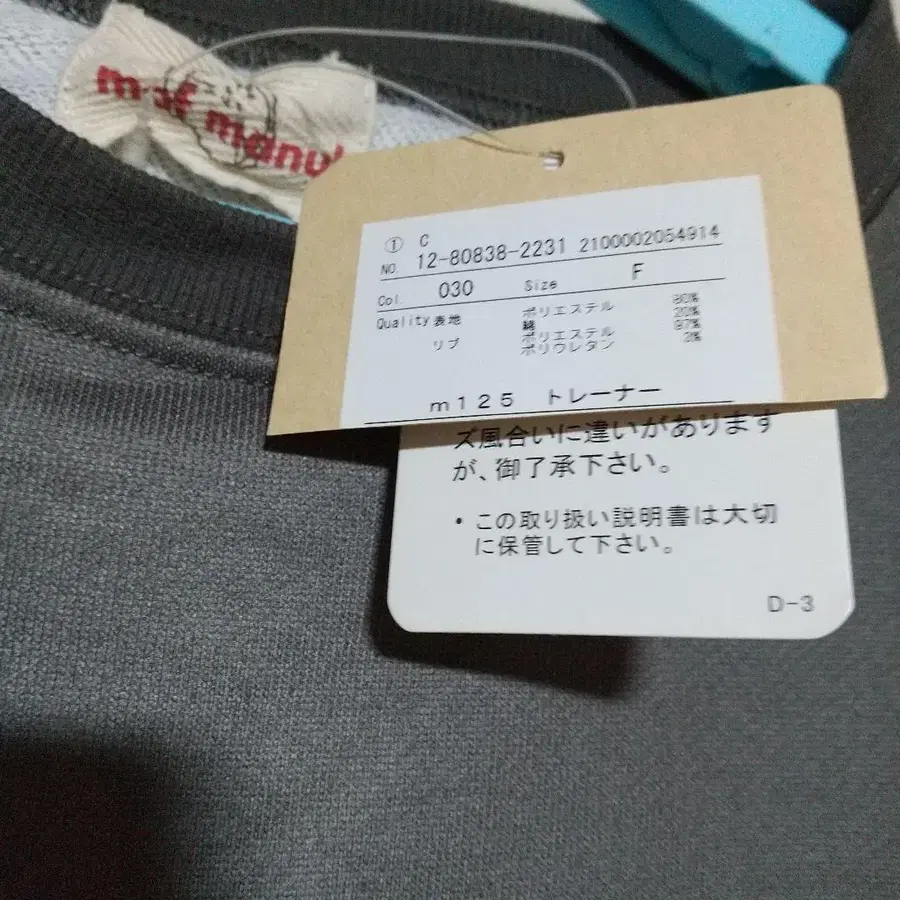 m·af manu
① C
NO. 12-80838-2231 2100002054914
Col. 030 Size F
Quality 表地 ポリエステル 80%
綿 20%
リブ ポリエステル 97%
ポリウレタン 3%
m125 トレーナー
ズ風合いに違いがあります
が、御了承下さい。
・この取り扱い説明書は大切
に保管して下さい。
D-3